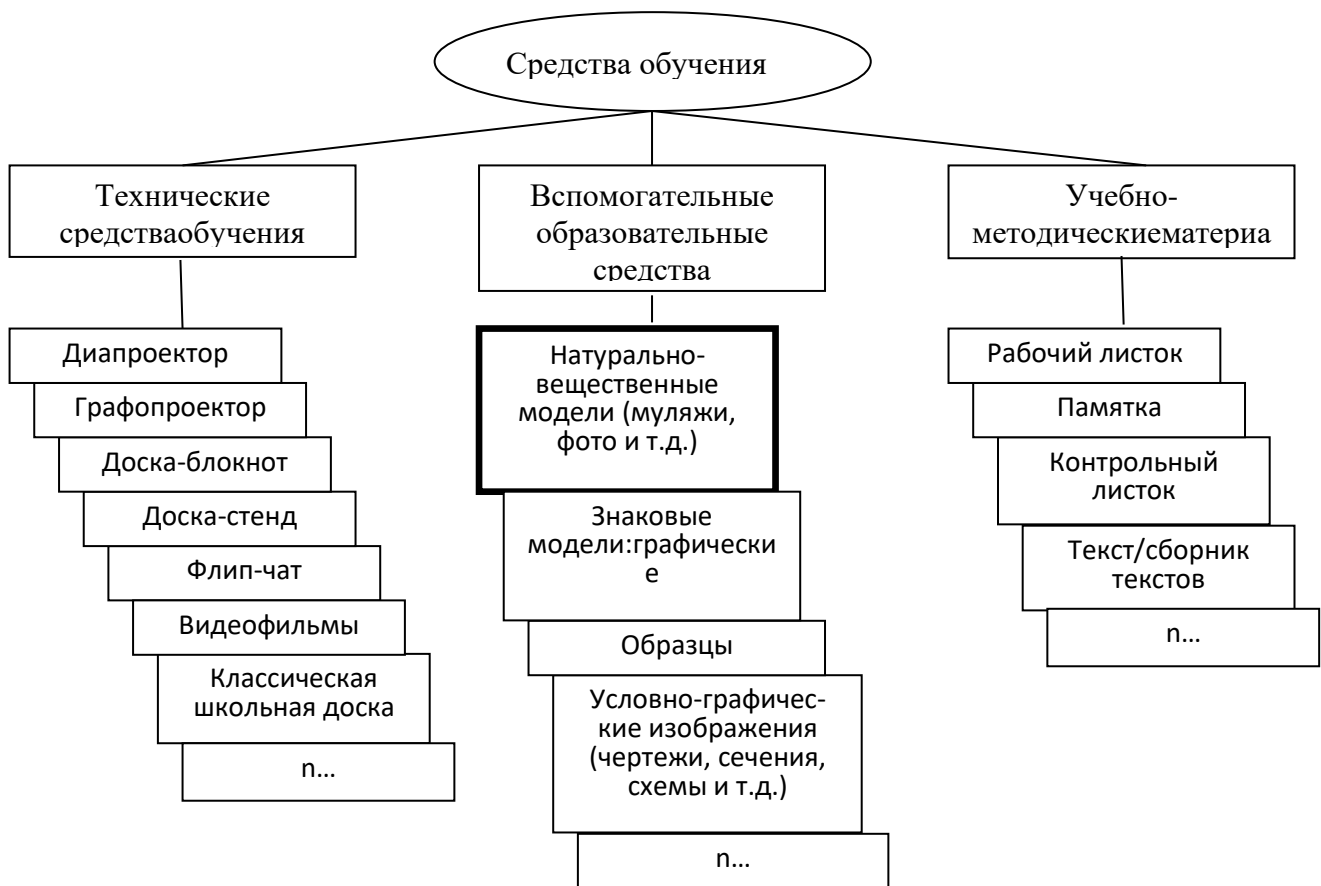 Средства обучения
Технические
средстваобучения
Диапроектор
Графопроектор
Доска-блокнот
Доска-стенд
Флип-чат
Видеофильмы
Классическая
школьная доска
n...
Вспомогательные
образовательные
средства
Натурально-
вещественные
модели (муляжи,
фото и т.д.)
Знаковые
модели:графически
е
Образцы
Условно-графичес-
кие изображения
(чертежи, сечения,
схемы и т.д.)
n...
Учебно-
методическиематериа
Рабочий листок
Памятка
Контрольный
листок
Текст/сборник
текстов
n...